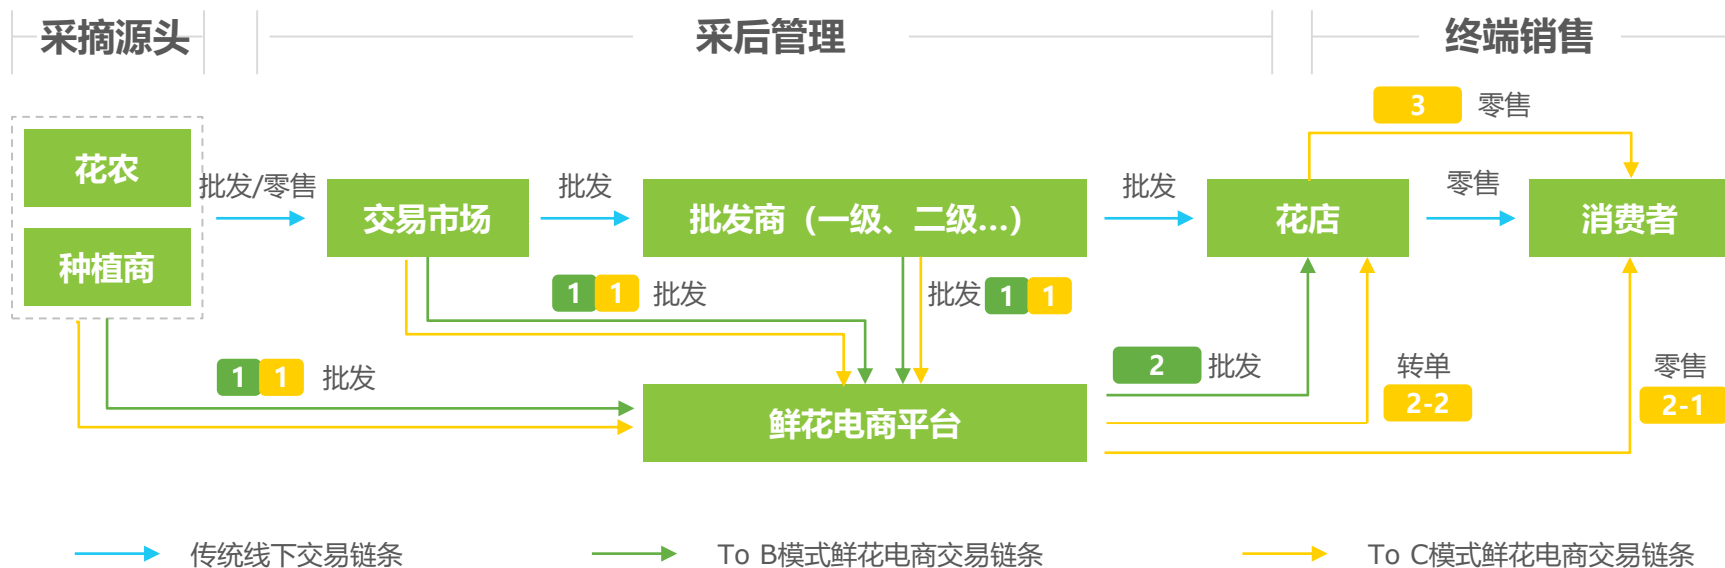 采摘源头
采后管理
终端销售
3 零售
花农
种植商
批发/零售
交易市场
批发
批发商（一级、二级...）
批发
花店
零售
消费者
1 1 批发
批发 1 1
1 1 批发
2 批发
转单
2-2
零售
2-1
鲜花电商平台
传统线下交易链条
To B模式鲜花电商交易链条
To C模式鲜花电商交易链条